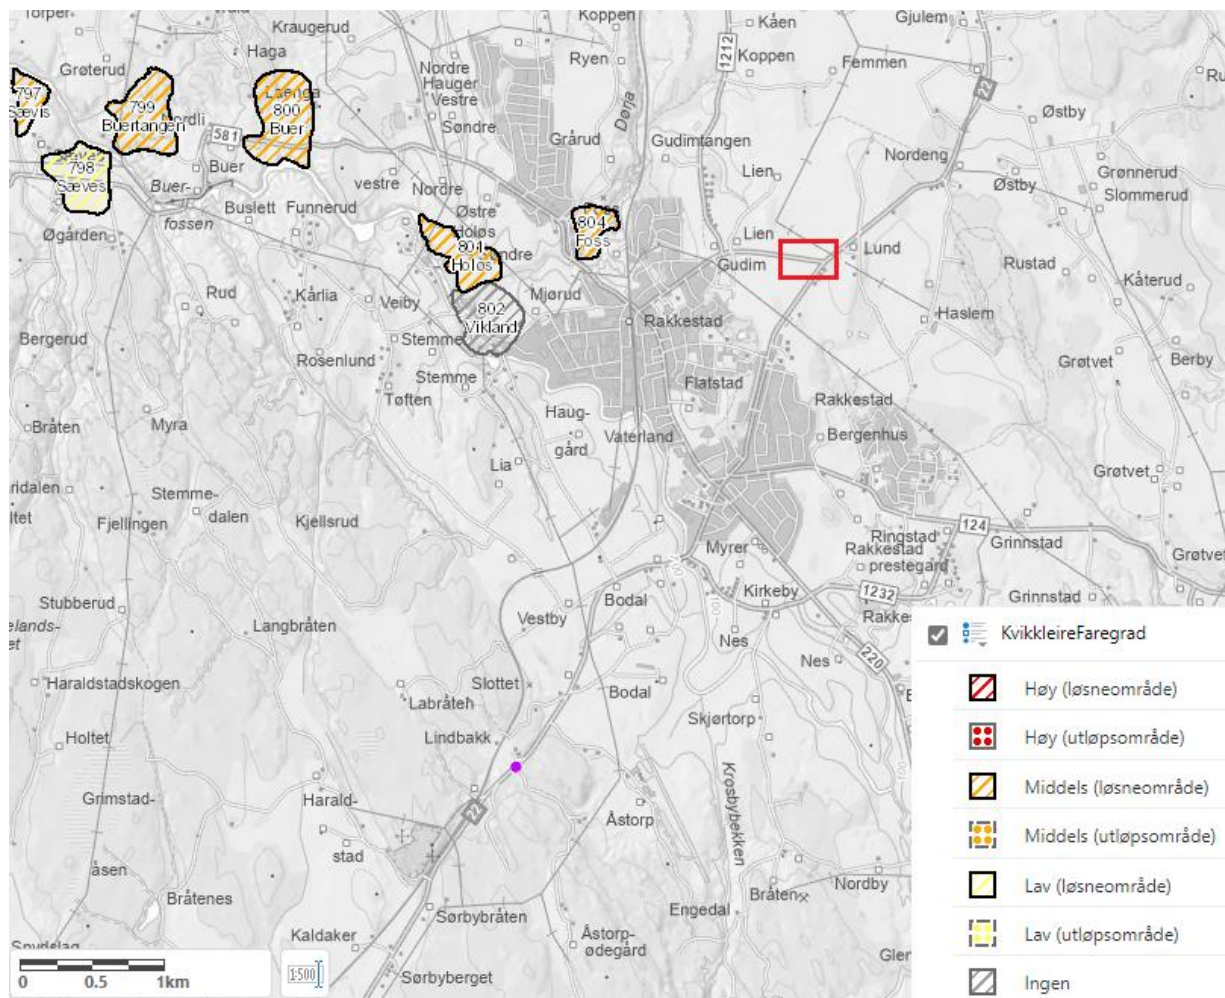 Torper
Kraugerud
Koppen
Kåen
Gjulem
Grøterud
Haga
Nordre
Hauger
Vestre
Ryen
1212
Koppen
Femmen
22
797
Sævis
799
Buertangen
Nordli
Laenga
800
Buer
581
Søndre
Grårud
Dørja
Gudimtangen
Østby
Nordeng
798
Sæves
Buer
Buer-
fossen
vestre
Nordre
Lien
Østby
Grønnerud
Slommerud
Buslett
Funnerud
Østre
Holøs
804
Foss
Lien
Lund
Øgården
801
Holøs
Gudim
Rustad
Kåterud
Rud
Kårlia
Veiby
Mjørud
802
Vikland
Rakkestad
Haslem
Bergerud
Rosenlund
Stemme
Grøtvet
Berby
Stemme
Tøften
Flatstad
Rakkestad
Bråten
Myra
Haug-
gård
Vaterland
Bergenhus
Lia
Grøtvet
Stemme-
dalen
Fjellingen
Kjellsrud
124
Myrer
Ringstad
Rakkestad
prestegård
Grinnstad
Grøtvet
Stubberud
Bodal
Kirkeby
1232
Grinnstad
Langbråten
Vestby
Nes
Rakke
220
Nes
KvikkleireFaregrad
Haraldstadskogen
Slottet
Bodal
Labråten
Skjørtorp
Høy (løsneområde)
Holtet
Lindbakk
Høy (utløpsområde)
Krosbybekken
Grimstad-
åsen
Harald-
stad
22
Åstorp
Middels (løsneområde)
Middels (utløpsområde)
Bråtenes
Bråten
Nordby
Lav (løsneområde)
Sørbybråten
Engedal
Kaldaker
Åstorp-
ødegård
Lav (utløpsområde)
Sørbyberget
0 0.5 1km
1:500
Ingen